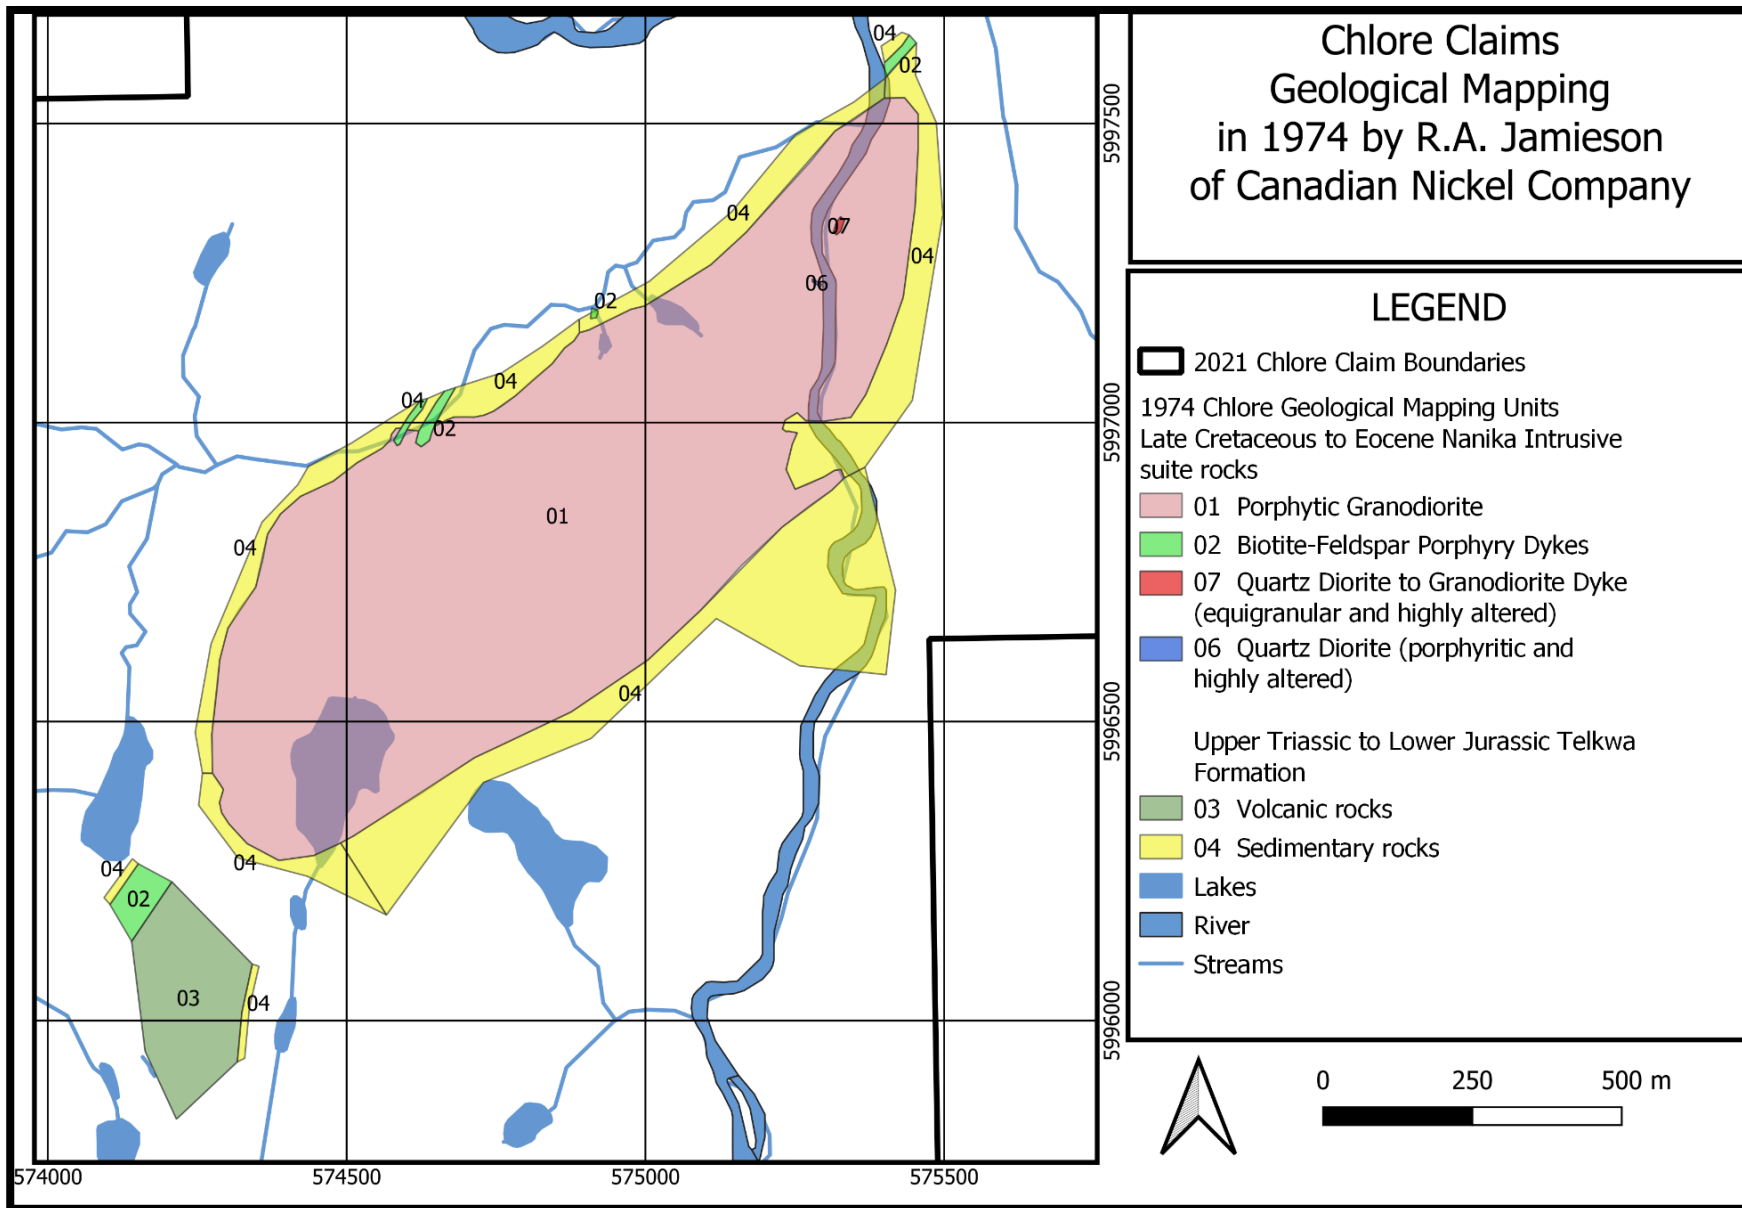 Chlore Claims
Geological Mapping
in 1974 by R.A. Jamieson
of Canadian Nickel Company
LEGEND
2021 Chlore Claim Boundaries
1974 Chlore Geological Mapping Units
Late Cretaceous to Eocene Nanika Intrusive
suite rocks
01 Porphytic Granodiorite
02 Biotite-Feldspar Porphyry Dykes
07 Quartz Diorite to Granodiorite Dyke
(equigranular and highly altered)
06 Quartz Diorite (porphyritic and
highly altered)
Upper Triassic to Lower Jurassic Telkwa
Formation
03 Volcanic rocks
04 Sedimentary rocks
Lakes
River
Streams
0 250 500 m
04
02
04
07
04
06
02
04
04
02
01
04
04
04
04
02
03
04
5997500
5997000
5996500
5996000
574000 574500 575000 575500